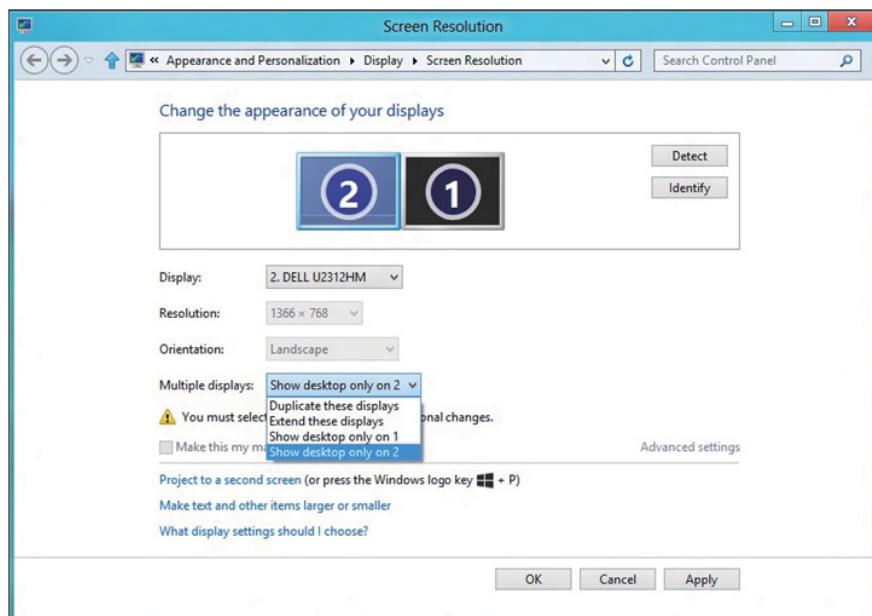 Screen Resolution
« Appearance and Personalization ▸ Display ▸ Screen Resolution
Search Control Panel
Change the appearance of your displays
2
1
Detect
Identify
Display:
2. DELL U2312HM
Resolution:
1366 × 768
Orientation:
Landscape
Multiple displays:
Show desktop only on 2
Duplicate these displays
You must select
onal changes.
Extend these displays
Show desktop only on 1
Make this my ma
Show desktop only on 2
Advanced settings
Project to a second screen (or press the Windows logo key + P)
Make text and other items larger or smaller
What display settings should I choose?
OK
Cancel
Apply